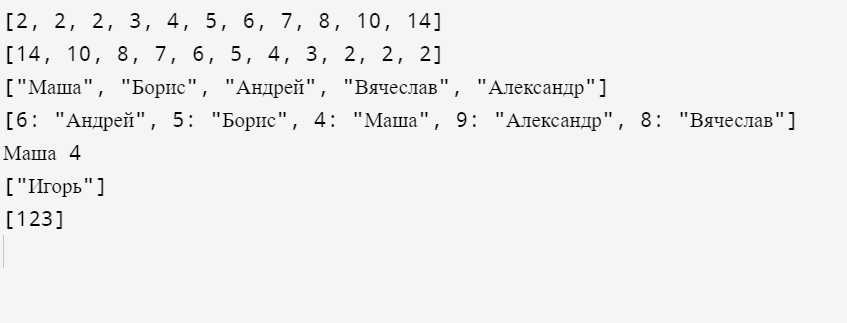 [2, 2, 2, 3, 4, 5, 6, 7, 8, 10, 14]
[14, 10, 8, 7, 6, 5, 4, 3, 2, 2, 2]
["Маша", "Борис", "Андрей", "Вячеслав", "Александр"]
[6: "Андрей", 5: "Борис", 4: "Маша", 9: "Александр", 8: "Вячеслав"]
Маша 4
["Игорь"]
[123]